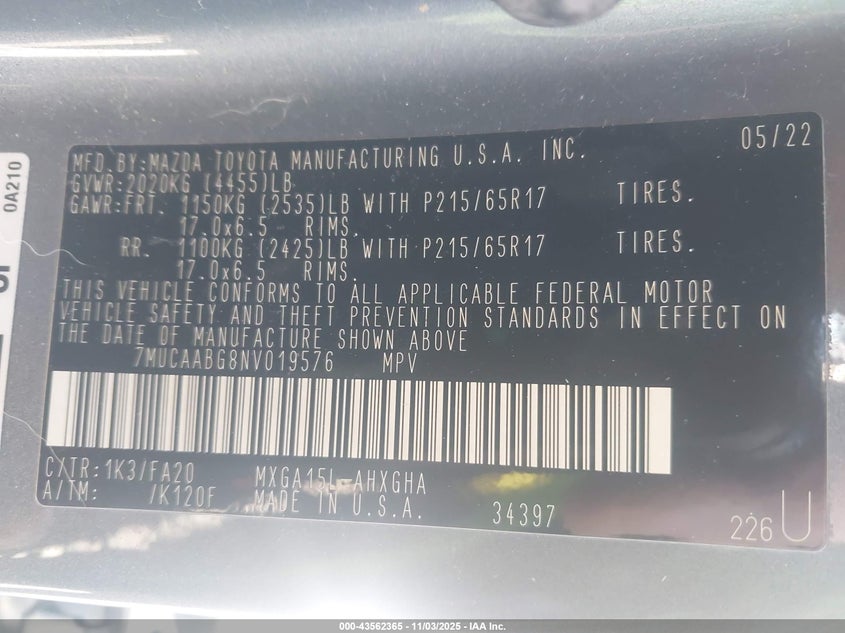 MFD. BY: MAZDA TOYOTA MANUFACTURING U.S.A. INC. 05/22
GVWR: 2020KG (4455)LB
GAWR: FRT. 1150KG (2535)LB WITH P215/65R17 TIRES.
17.0x6.5 RIMS.
RR. 1100KG (2425)LB WITH P215/65R17 TIRES.
17.0x6.5 RIMS.
THIS VEHICLE CONFORMS TO ALL APPLICABLE FEDERAL MOTOR
VEHICLE SAFETY AND THEFT PREVENTION STANDARDS IN EFFECT ON
THE DATE OF MANUFACTURE SHOWN ABOVE
7MUCAABG8NV019576 MPV
C/TR: 1K3/FA20 MXGA15L-AHXGHA
A/TM: /K120F MADE IN U.S.A. 34397
226 U
0A210
000-43562365 - 11/03/2025 - IAA Inc.